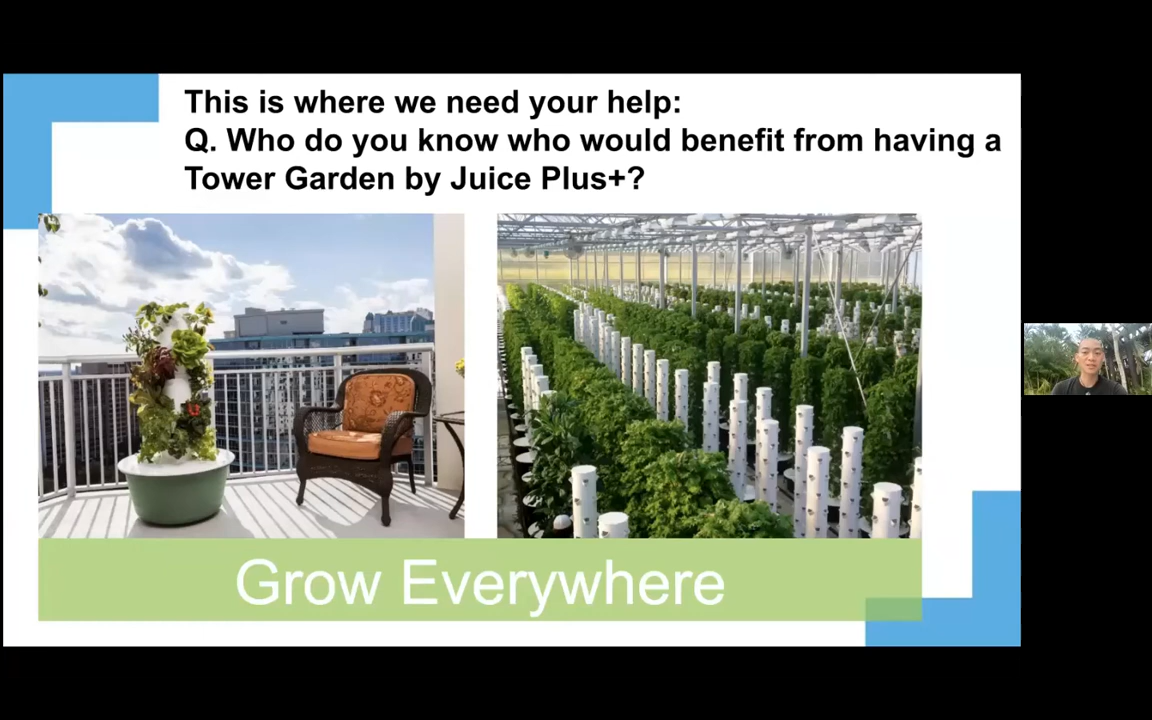 This is where we need your help:
Q. Who do you know who would benefit from having a
Tower Garden by Juice Plus+?
Grow Everywhere